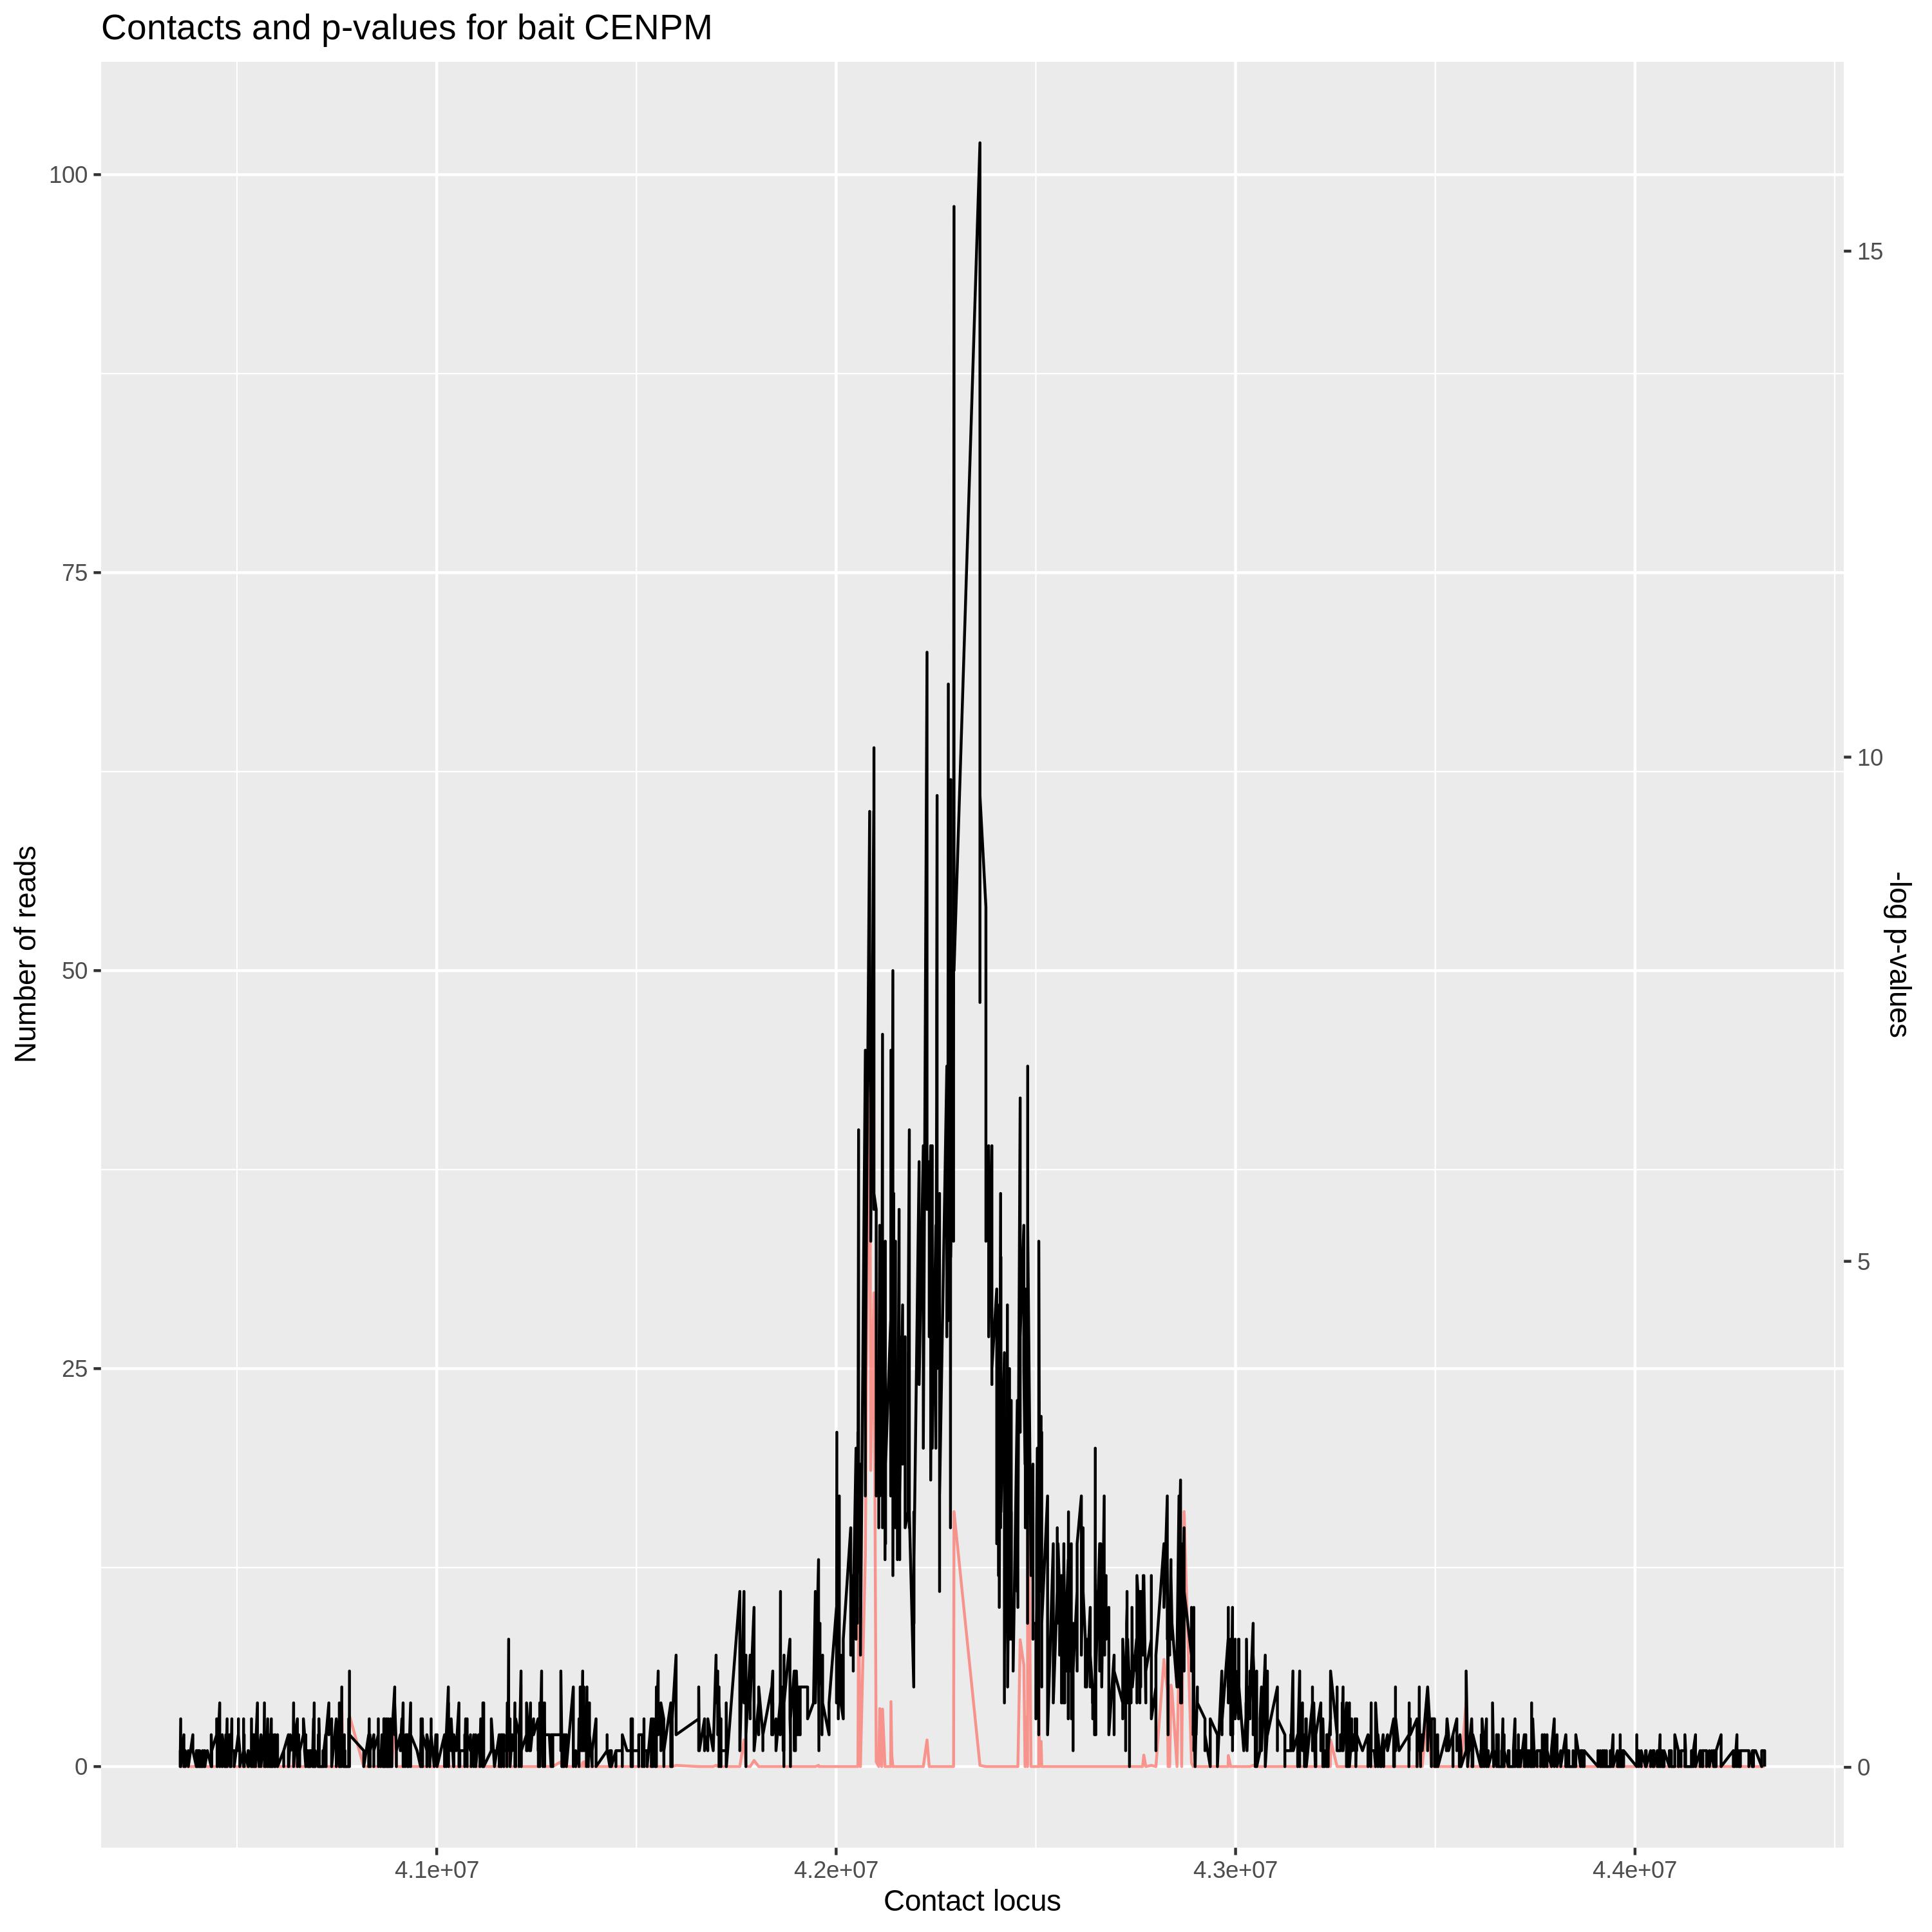 Contacts and p-values for bait CENPM
100
75
50
25
0
Number of reads
15
10
5
0
-log p-values
4.1e+07
4.2e+07
4.3e+07
4.4e+07
Contact locus